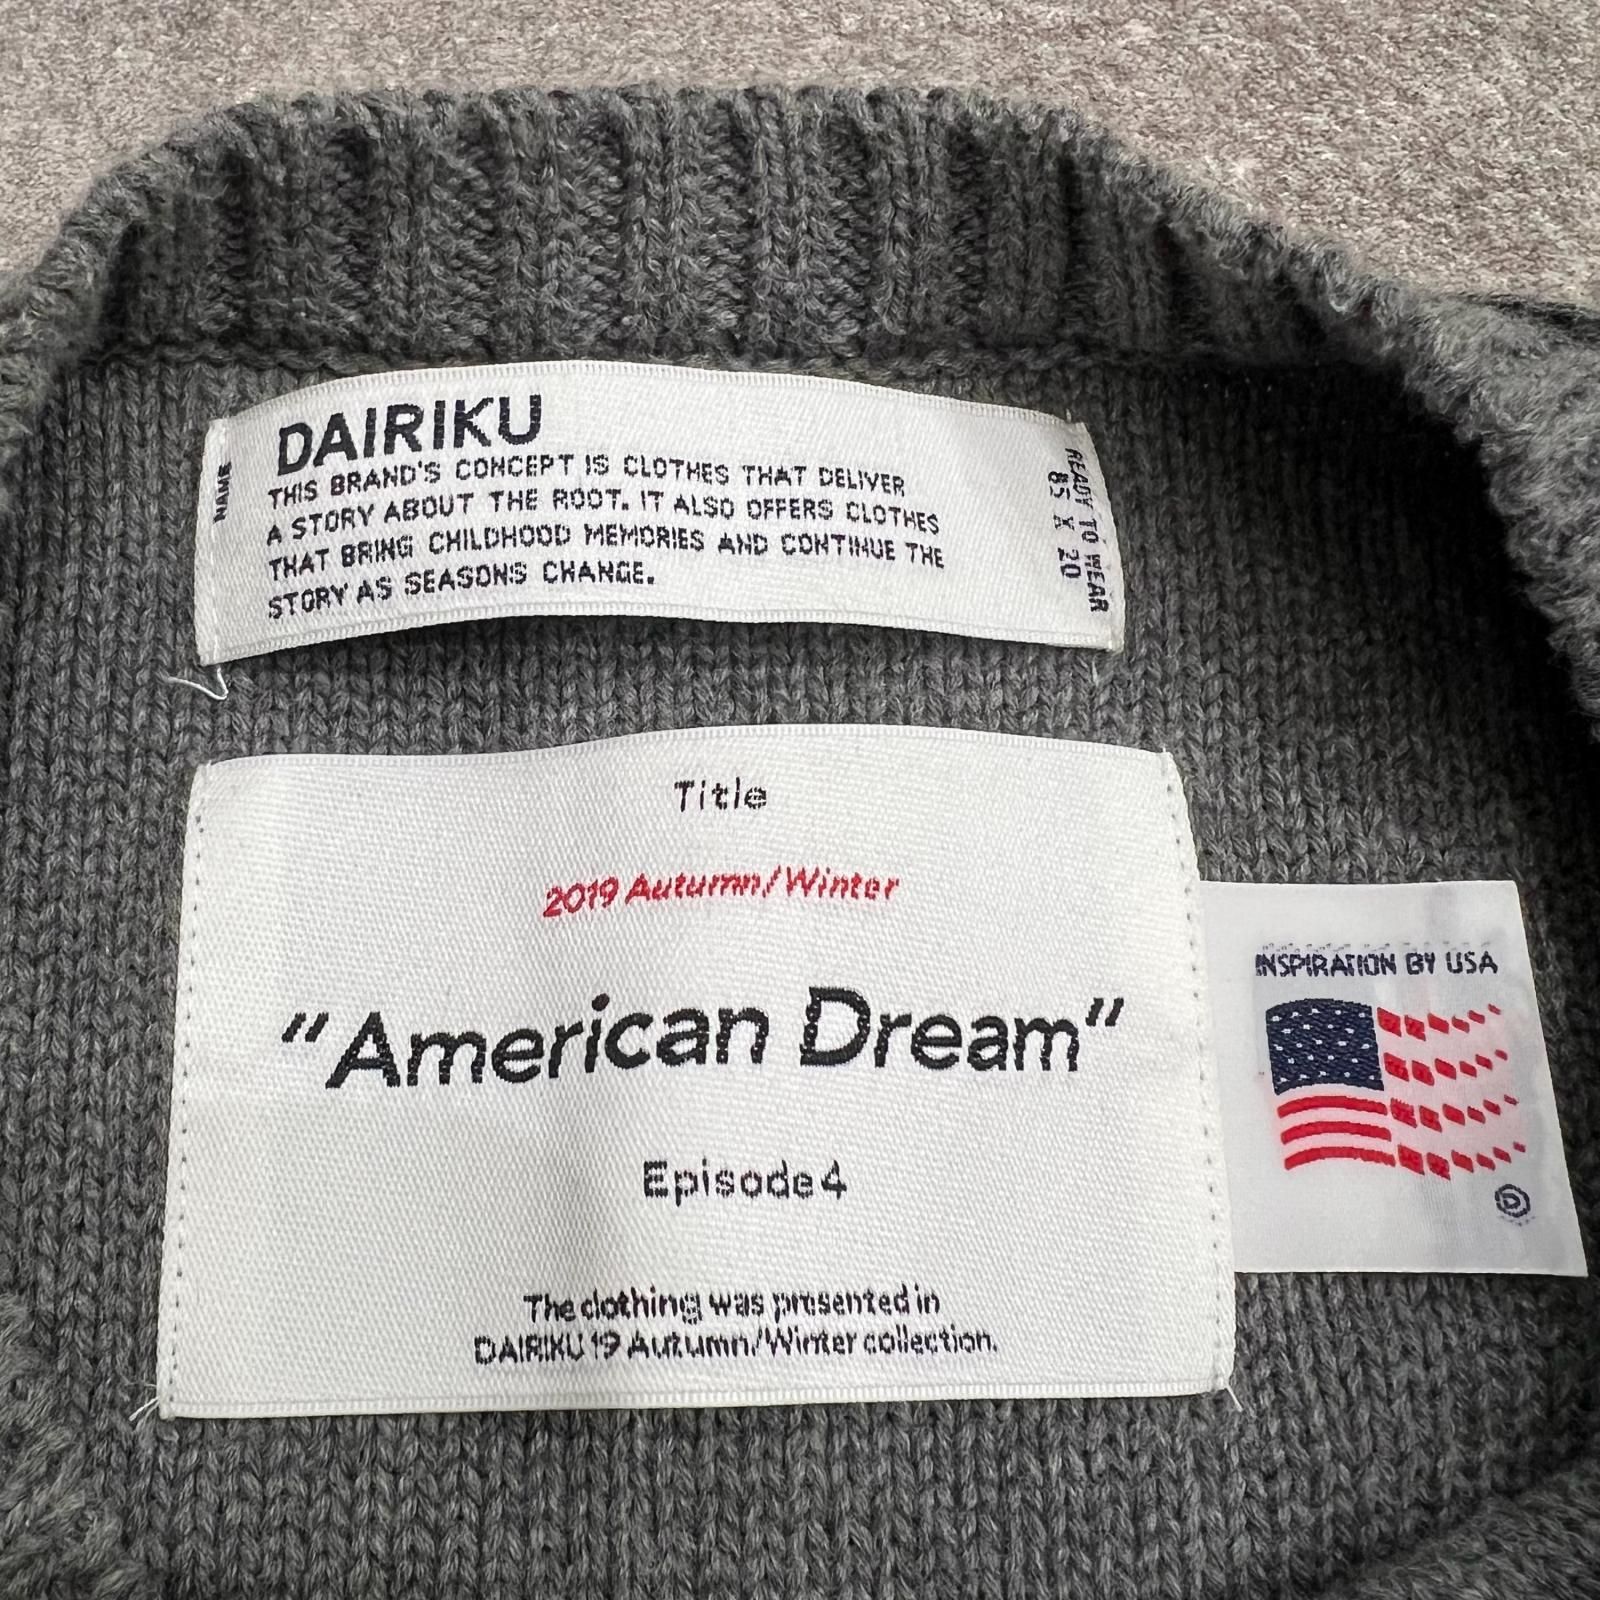 NAME
DAIRIKU
THIS BRAND'S CONCEPT IS CLOTHES THAT DELIVER
A STORY ABOUT THE ROOT. IT ALSO OFFERS CLOTHES
THAT BRING CHILDHOOD MEMORIES AND CONTINUE THE
STORY AS SEASONS CHANGE.
READY TO WEAR
85 X 20
Title
2019 Autumn/Winter
"American Dream"
Episode4
The clothing was presented in
DAIRIKU 19 Autumn/Winter collection.
INSPIRATION BY USA
D